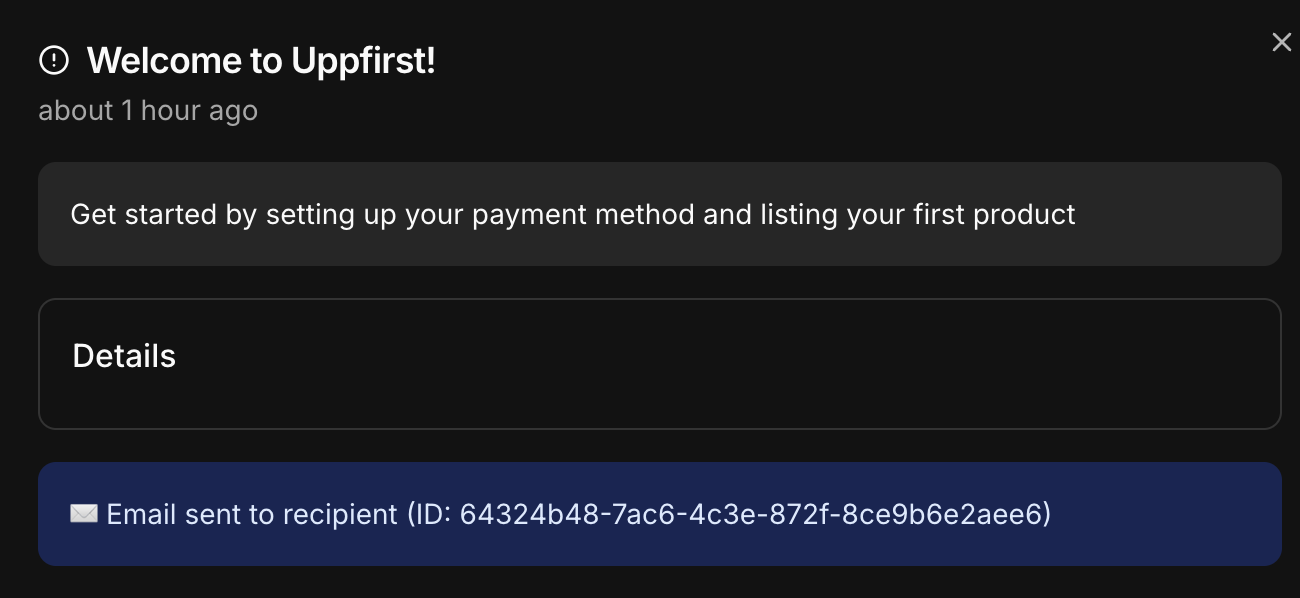 Welcome to Uppfirst!
about 1 hour ago
Get started by setting up your payment method and listing your first product
Details
✉️ Email sent to recipient (ID: 64324b48-7ac6-4c3e-872f-8ce9b6e2aee6)